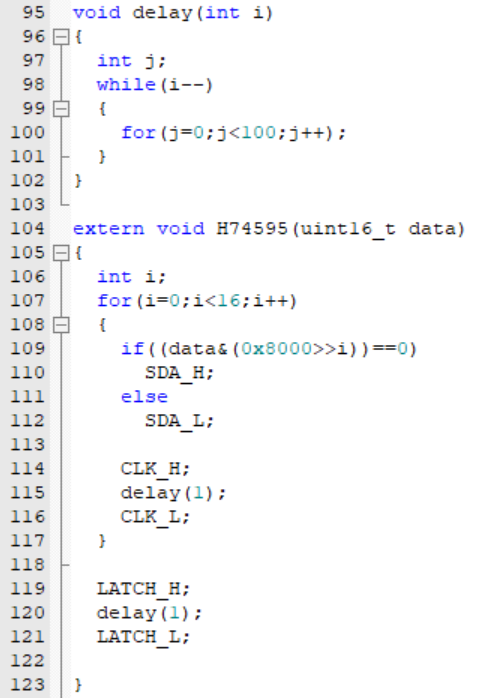 95 void delay(int i)
96 {
97 int j;
98 while(i--)
99 {
100 for(j=0;j<100;j++);
101 }
102 }
103
104 extern void H74595(uint16_t data)
105 {
106 int i;
107 for(i=0;i<16;i++)
108 {
109 if((data&(0x8000>>i))==0)
110 SDA_H;
111 else
112 SDA_L;
113
114 CLK_H;
115 delay(1);
116 CLK_L;
117 }
118
119 LATCH_H;
120 delay(1);
121 LATCH_L;
122
123 }